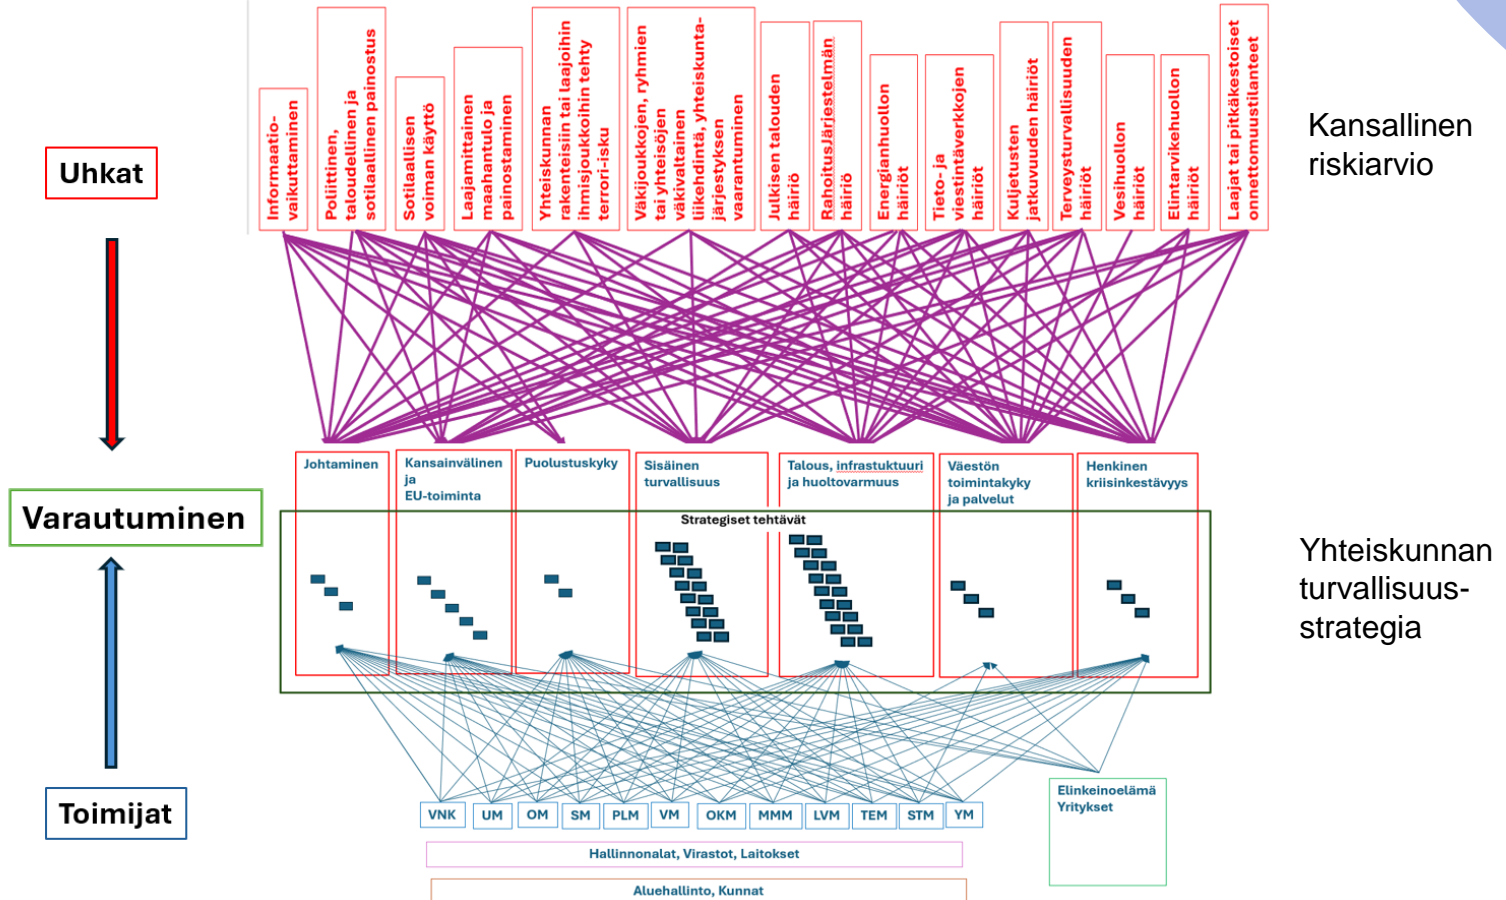 Informaatio-
vaikuttaminen
Poliittinen,
taloudellinen ja
sotilaallinen painostus
Sotilaallisen
voiman käyttö
Laajamittainen
maahantulo ja
painostaminen
Yhteiskunnan
rakenteisiin tai laajoihin
ihmisjoukkoihin tehty
terrori-isku
Väkijoukkojen, ryhmien
tai yhteisöjen
väkivaltainen
liikehdintä, yhteiskunta-
järjestyksen
vaarantuminen
Julkisen talouden
häiriö
Rahoitusjärjestelmän
häiriö
Energianhuollon
häiriöt
Tieto- ja
viestintäverkkojen
häiriöt
Kuljetusten
jatkuvuuden häiriöt
Terveysturvallisuuden
häiriöt
Vesihuollon
häiriöt
Elintarvikehuollon
häiriöt
Laajat tai pitkäkestoiset
onnettomuustilanteet
Kansallinen
riskiarvio
Uhkat
Johtaminen
Kansainvälinen
ja
EU-toiminta
Puolustuskyky
Sisäinen
turvallisuus
Talous, infrastuktuuri
ja huoltovarmuus
Väestön
toimintakyky
ja palvelut
Henkinen
kriisinkestävyys
Varautuminen
Strategiset tehtävät
Yhteiskunnan
turvallisuus-
strategia
Toimijat
VNK
UM
OM
SM
PLM
VM
OKM
MMM
LVM
TEM
STM
YM
Elinkeinoelämä
Yritykset
Hallinnonalat, Virastot, Laitokset
Aluehallinto, Kunnat